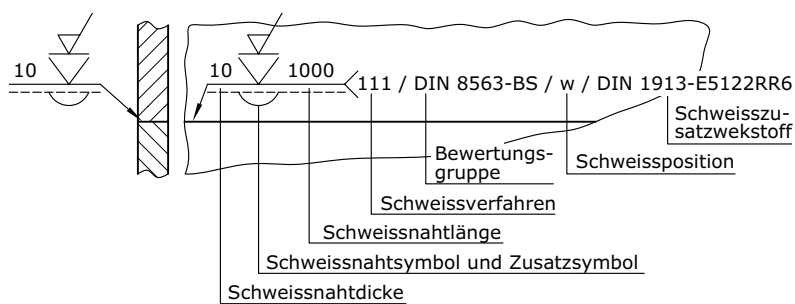 10
10 1000 111 / DIN 8563-BS / w / DIN 1913-E5122RR6
Schweisszu-
satzwekstoff
Bewertungs-
gruppe
Schweissposition
Schweissverfahren
Schweissnahtlänge
Schweissnahtsymbol und Zusatzsymbol
Schweissnahtdicke